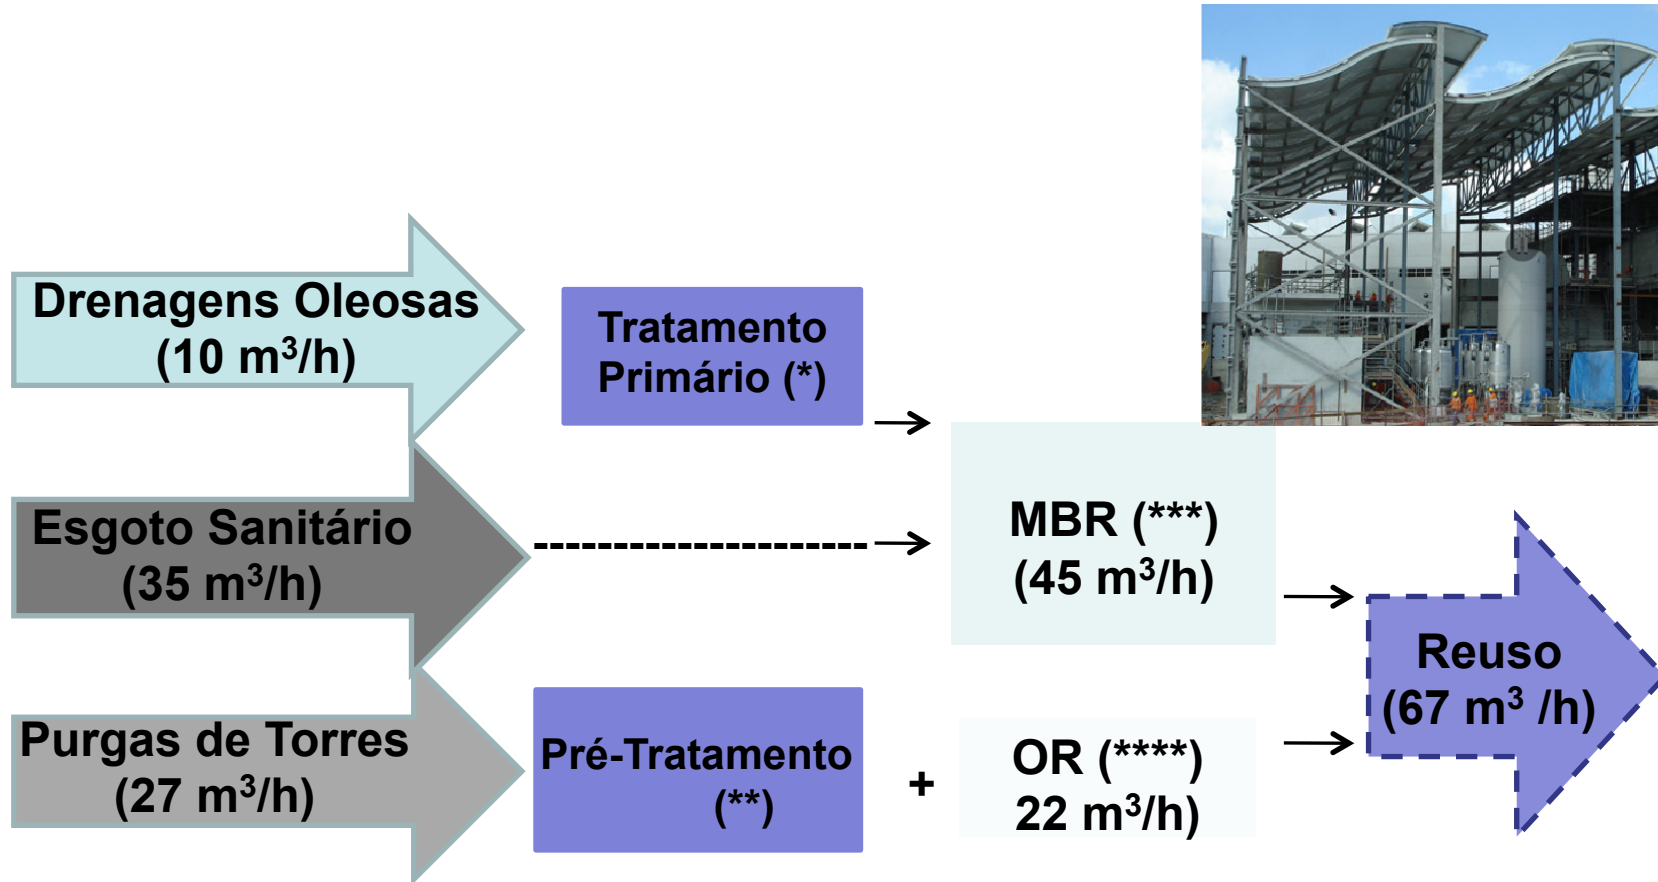 Drenagens Oleosas
(10 m³/h)
Tratamento
Primário (*)
Esgoto Sanitário
(35 m³/h)
MBR (***)
(45 m³/h)
Purgas de Torres
(27 m³/h)
Pré-Tratamento
(**)
+
OR (****)
22 m³/h)
Reuso
(67 m³ /h)